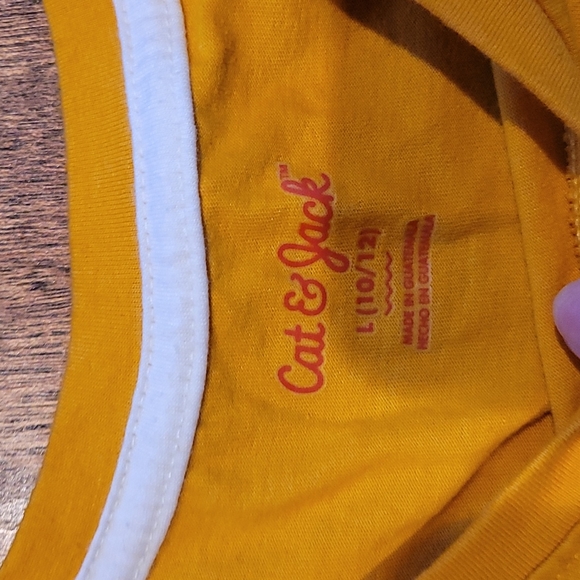 Cat & Jack™
L (10/12)
MADE IN GUATEMALA
HECHO EN GUATEMALA